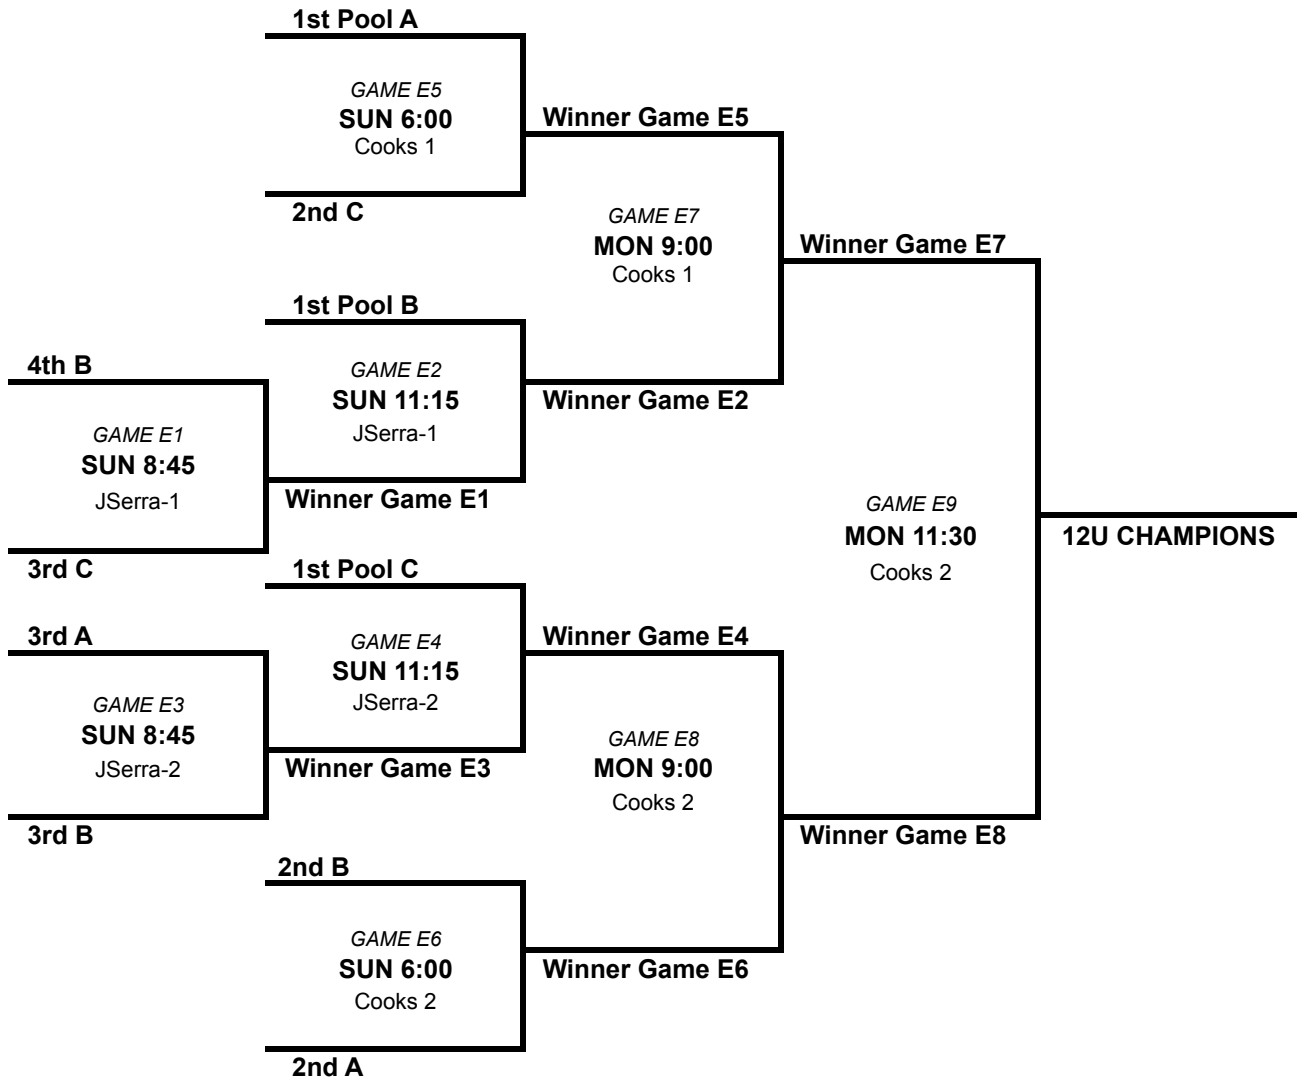 1st Pool A
GAME E5
SUN 6:00
Cooks 1
2nd C
Winner Game E5
GAME E7
MON 9:00
Cooks 1
Winner Game E7
1st Pool B
4th B
GAME E2
SUN 11:15
JSerra-1
Winner Game E2
GAME E1
SUN 8:45
JSerra-1
Winner Game E1
3rd C
GAME E9
MON 11:30
Cooks 2
12U CHAMPIONS
1st Pool C
3rd A
GAME E4
SUN 11:15
JSerra-2
Winner Game E4
GAME E3
SUN 8:45
JSerra-2
Winner Game E3
3rd B
GAME E8
MON 9:00
Cooks 2
Winner Game E8
2nd B
GAME E6
SUN 6:00
Cooks 2
Winner Game E6
2nd A